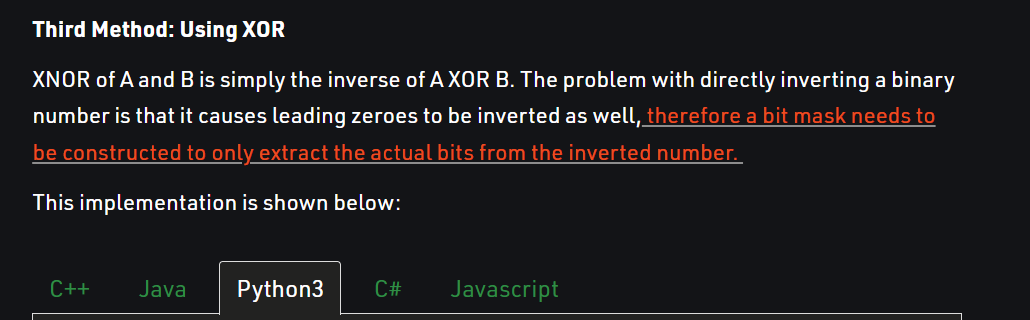 Third Method: Using XOR
XNOR of A and B is simply the inverse of A XOR B. The problem with directly inverting a binary
number is that it causes leading zeroes to be inverted as well, therefore a bit mask needs to
be constructed to only extract the actual bits from the inverted number.
This implementation is shown below:
C++ Java Python3 C# Javascript